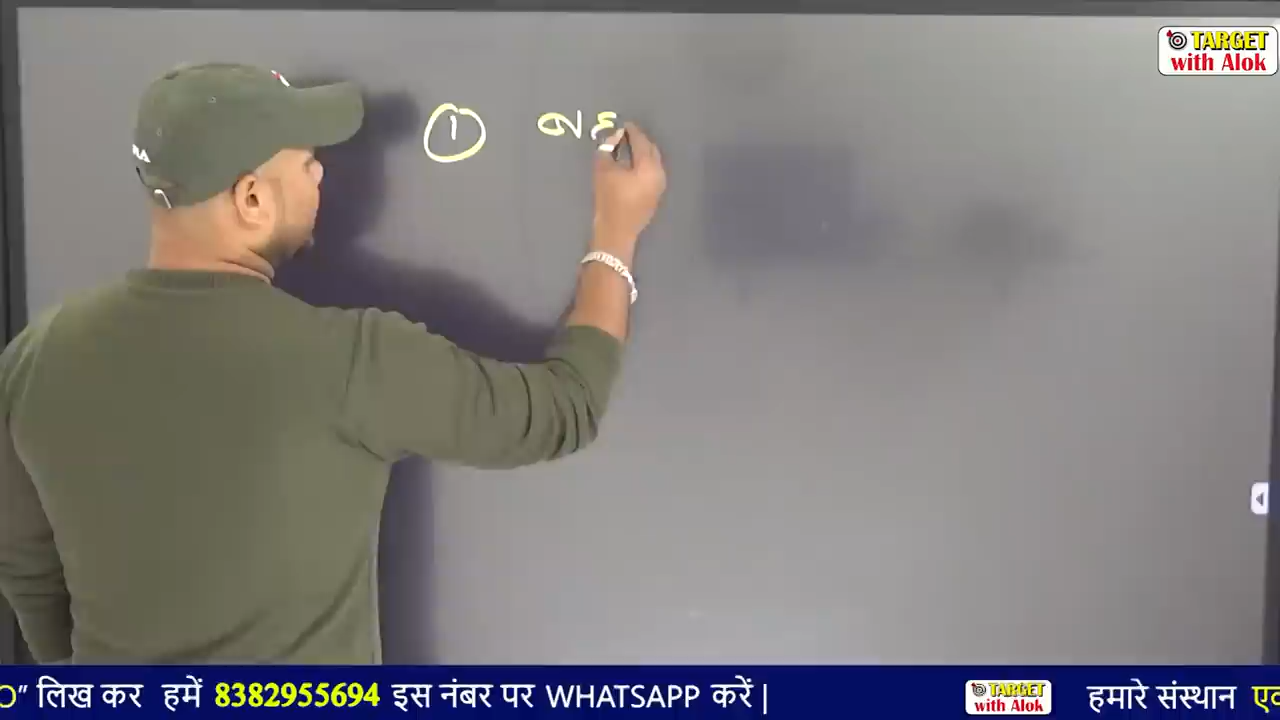 TARGET
with Alok
①
O" लिख कर हमें 8382955694 इस नंबर पर WHATSAPP करें | TARGET with Alok हमारे संस्थान